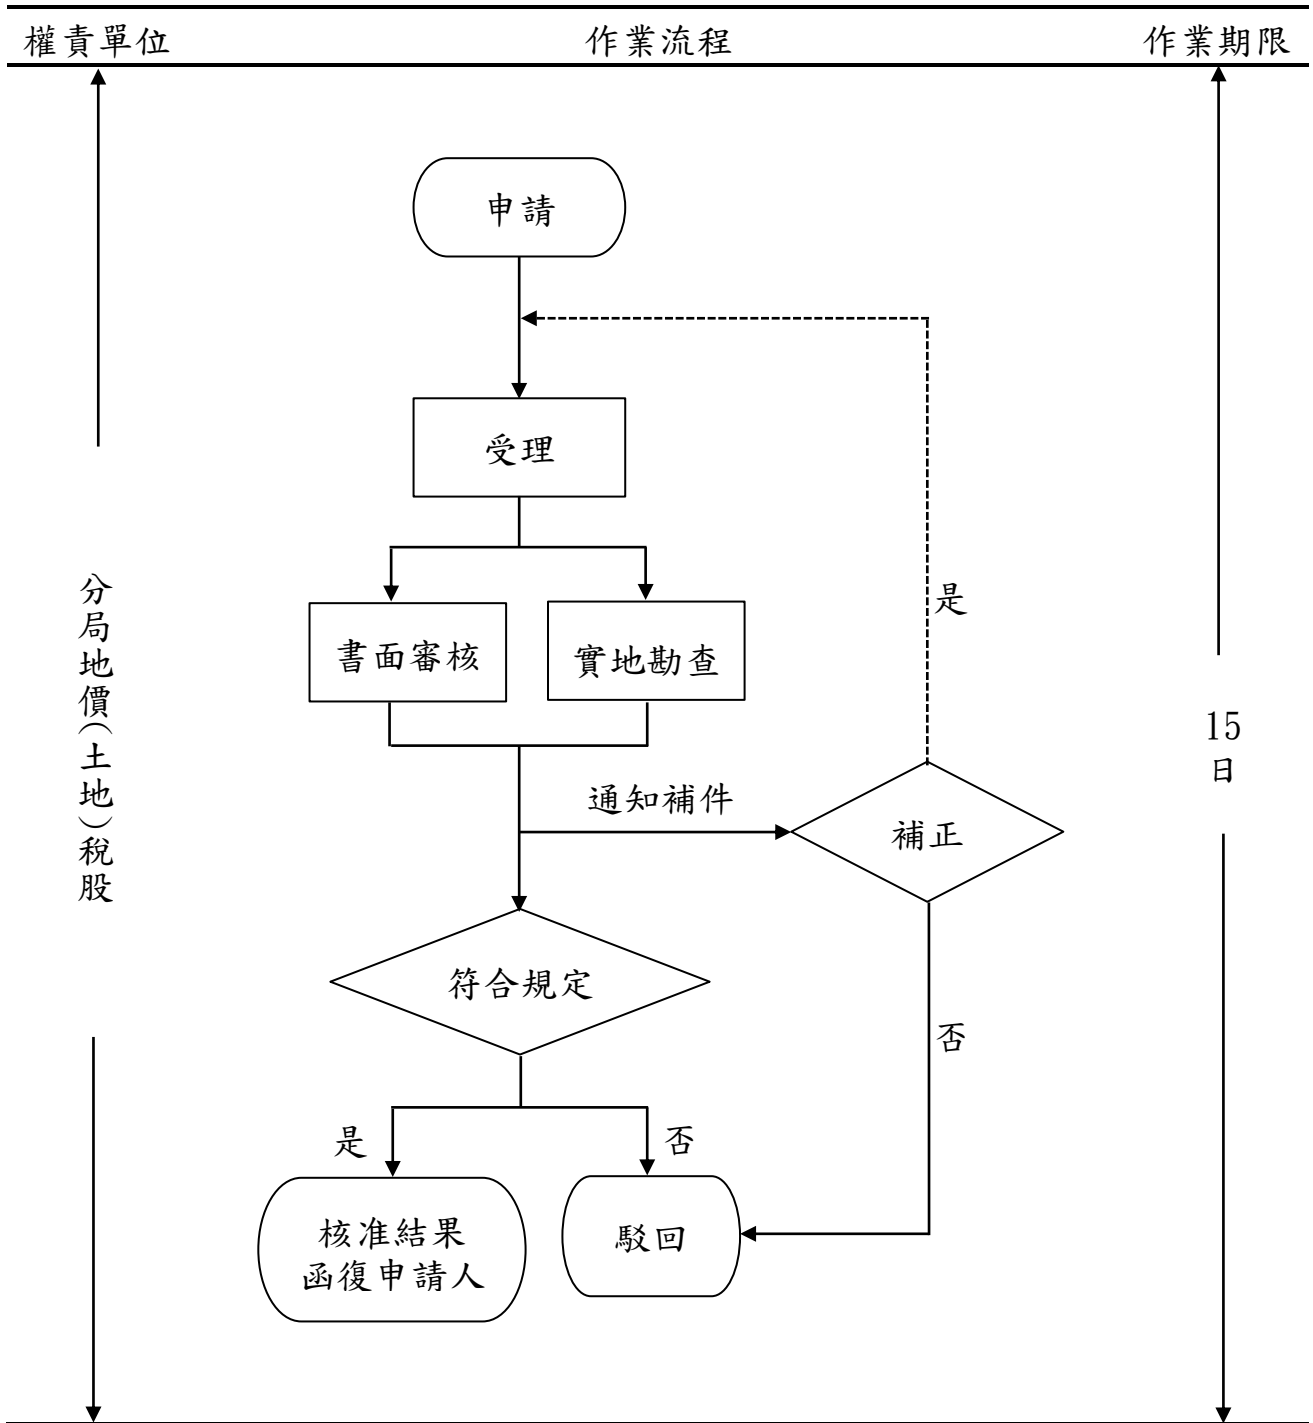 權責單位
作業流程
作業期限
申請
受理
書面審核
實地勘查
是
分局地價(土地)稅股
15
日
通知補件
補正
符合規定
否
是
否
核准結果
函復申請人
駁回